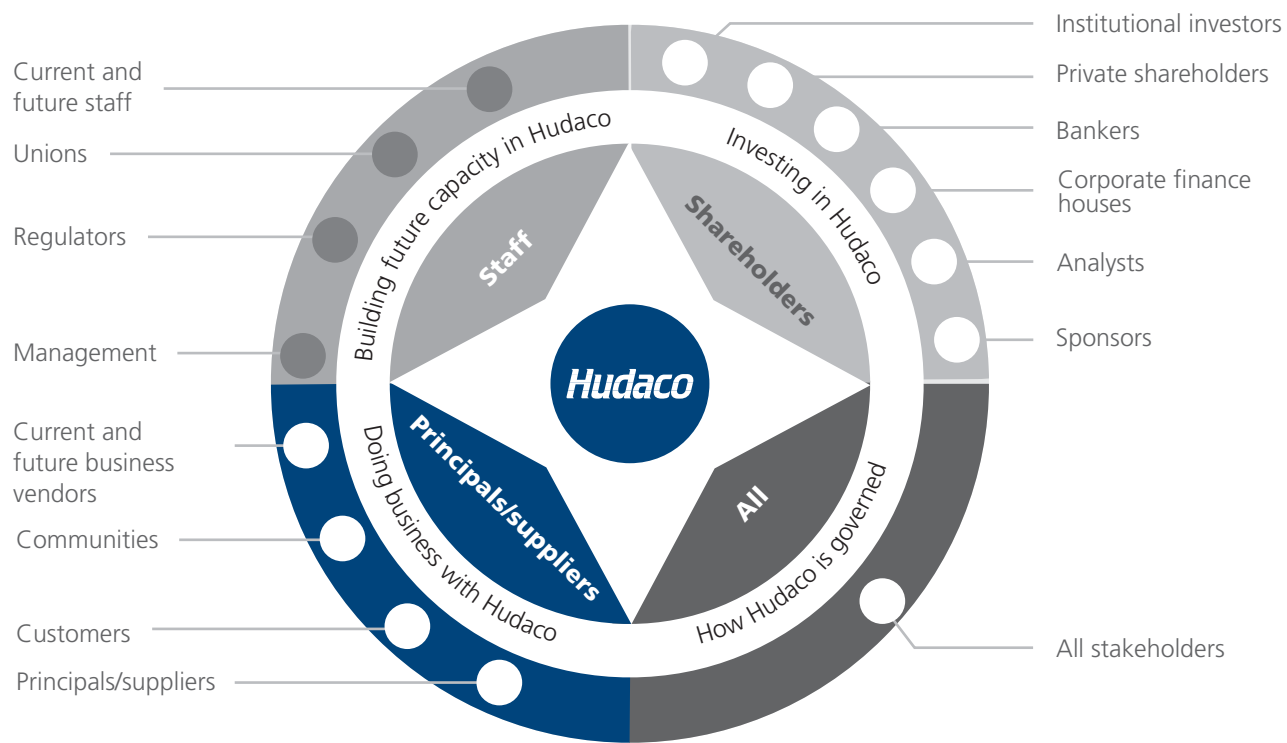 Current and
future staff
Unions
Regulators
Management
Current and
future business
vendors
Communities
Customers
Principals/suppliers
Building future capacity in Hudaco
Staff
Investing in Hudaco
Shareholders
Hudaco
Doing business with Hudaco
Principals/suppliers
How Hudaco is governed
All
Institutional investors
Private shareholders
Bankers
Corporate finance
houses
Analysts
Sponsors
All stakeholders